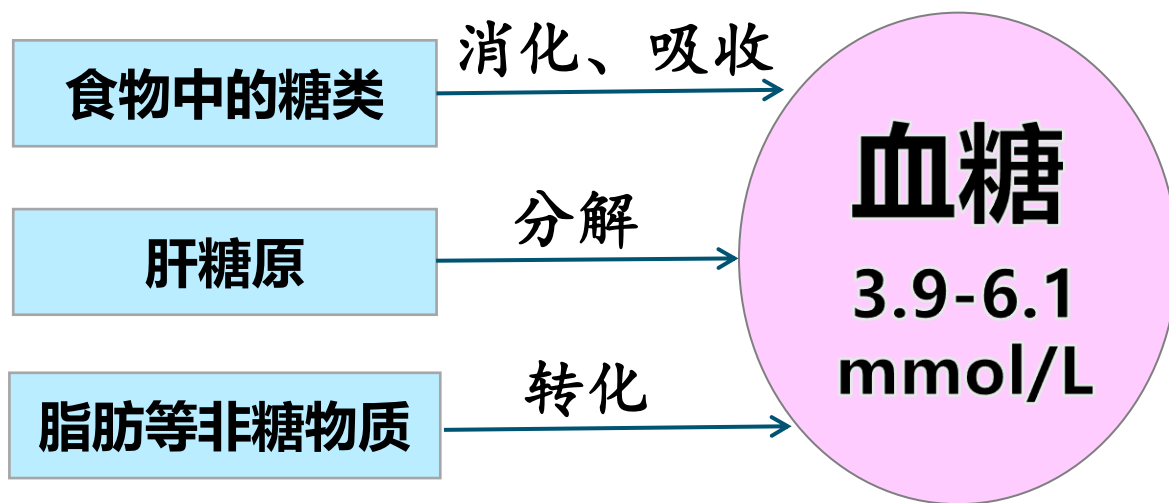 食物中的糖类
消化、吸收
肝糖原
分解
脂肪等非糖物质
转化
血糖
3.9-6.1
mmol/L